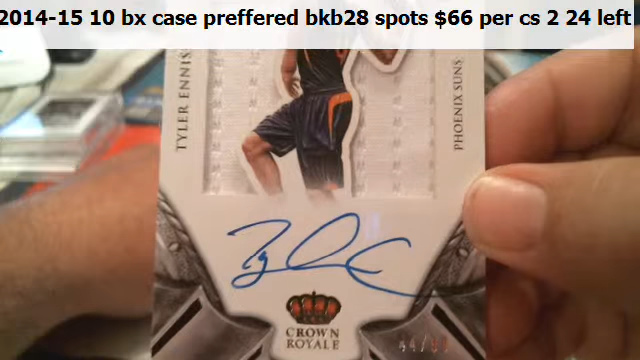 2014-15 10 bx case preffered bkb28 spots $66 per cs 2 24 left
TYLER ENNIS
PHOENIX SUNS
CROWN
ROYALE